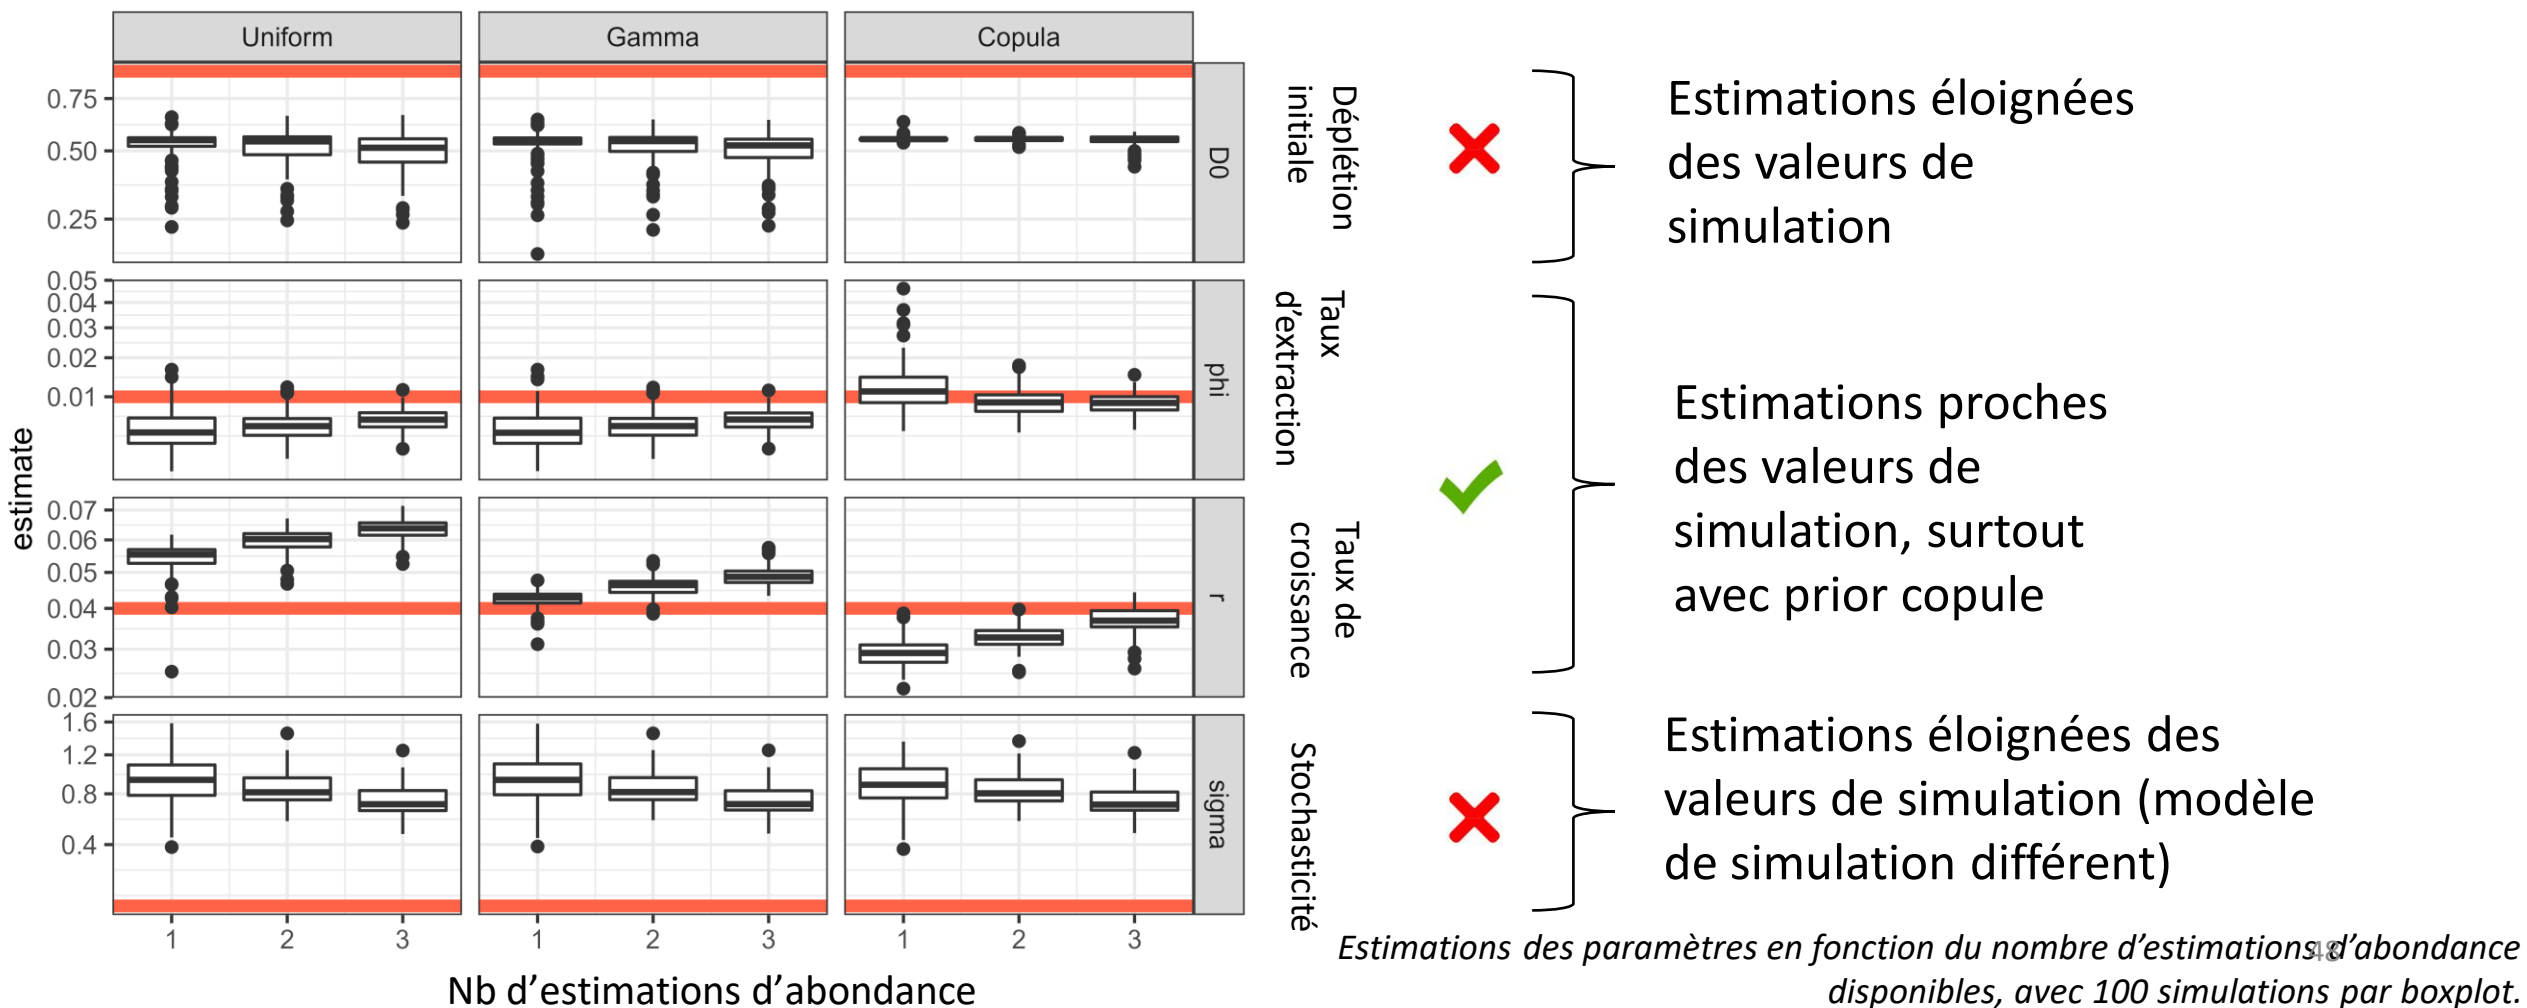 Uniform
Gamma
Copula
estimate
0.75
0.50
0.25
D0
0.05
0.04
0.03
0.02
0.01
phi
0.07
0.06
0.05
0.04
0.03
0.02
r
1.6
1.2
0.8
0.4
sigma
1 2 3
1 2 3
1 2 3
Nb d’estimations d’abondance
Déplétion
initiale
Taux
d’extraction
Taux de
croissance
Stochasticité
Estimations éloignées
des valeurs de
simulation
Estimations proches
des valeurs de
simulation, surtout
avec prior copule
Estimations éloignées des
valeurs de simulation (modèle
de simulation différent)
Estimations des paramètres en fonction du nombre d’estimations d’abondance
disponibles, avec 100 simulations par boxplot.
48